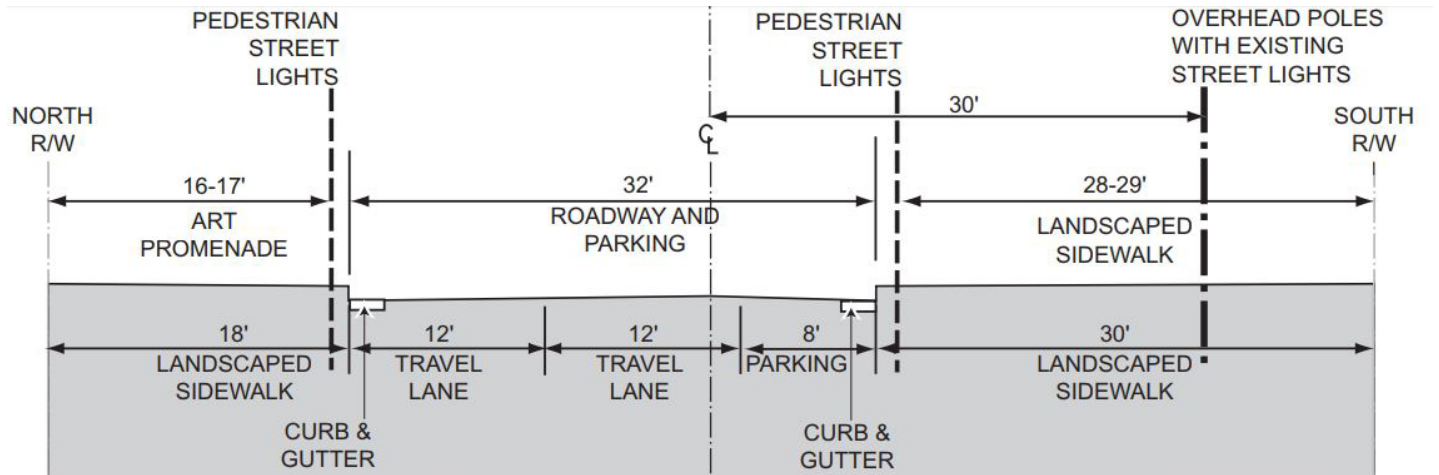 PEDESTRIAN
STREET
LIGHTS
PEDESTRIAN
STREET
LIGHTS
OVERHEAD POLES
WITH EXISTING
STREET LIGHTS
NORTH
R/W
30'
SOUTH
R/W
CL
16-17'
ART
PROMENADE
32'
ROADWAY AND
PARKING
28-29'
LANDSCAPED
SIDEWALK
18'
LANDSCAPED
SIDEWALK
12'
TRAVEL
LANE
12'
TRAVEL
LANE
8'
PARKING
30'
LANDSCAPED
SIDEWALK
CURB &
GUTTER
CURB &
GUTTER